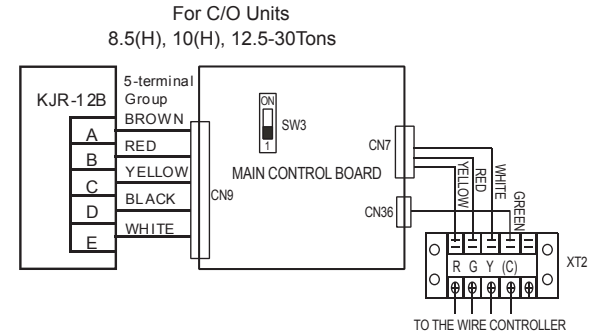 For C/O Units
8.5(H), 10(H), 12.5-30Tons
KJR-12B
5-terminal
Group
A
B
C
D
E
BROWN
RED
YELLOW
BLACK
WHITE
CN9
ON
1
SW3
MAIN CONTROL BOARD
CN7
CN36
YELLOW
RED
WHITE
GREEN
R G Y (C)
XT2
TO THE WIRE CONTROLLER